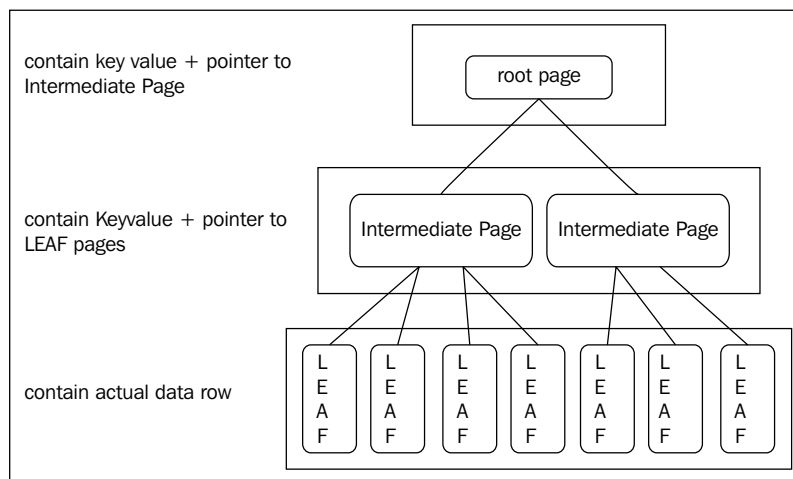 contain key value + pointer to
Intermediate Page
root page
contain Keyvalue + pointer to
LEAF pages
Intermediate Page
Intermediate Page
contain actual data row
L
E
A
F
L
E
A
F
L
E
A
F
L
E
A
F
L
E
A
F
L
E
A
F
L
E
A
F